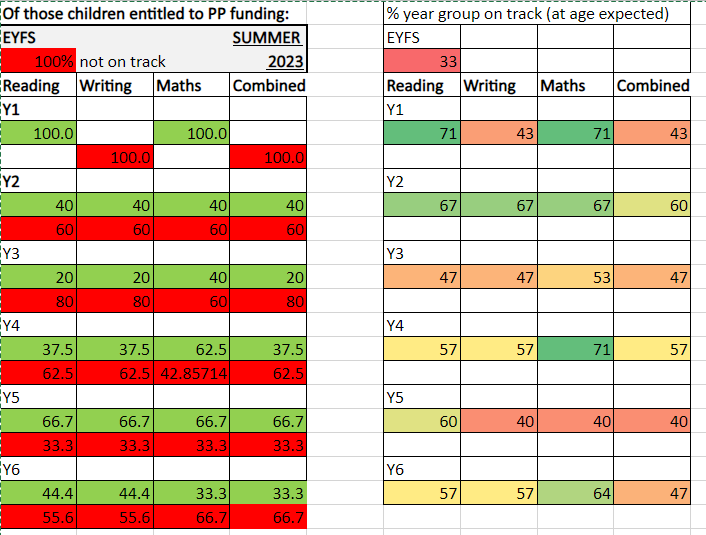 Of those children entitled to PP funding: % year group on track (at age expected)
EYFS SUMMER EYFS
100% not on track 2023 33
Reading Writing Maths Combined Reading Writing Maths Combined
Y1 Y1
100.0 100.0 71 43 71 43
100.0 100.0
Y2 Y2
40 40 40 40 67 67 67 60
60 60 60 60
Y3 Y3
20 20 40 20 47 47 53 47
80 80 60 80
Y4 Y4
37.5 37.5 62.5 37.5 57 57 71 57
62.5 62.5 42.85714 62.5
Y5 Y5
66.7 66.7 66.7 66.7 60 40 40 40
33.3 33.3 33.3 33.3
Y6 Y6
44.4 44.4 33.3 33.3 57 57 64 47
55.6 55.6 66.7 66.7